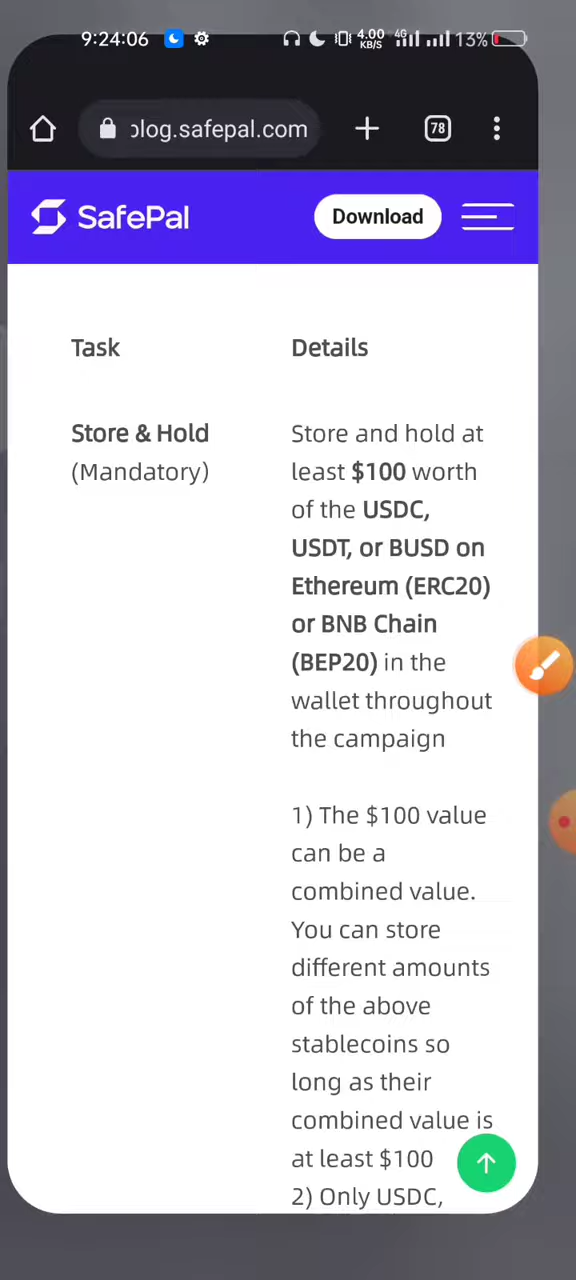 9:24:06 4.00 KB/S 4G 13%
blog.safepal.com 78
SafePal Download
Task Details
Store & Hold Store and hold at
(Mandatory) least $100 worth
of the USDC,
USDT, or BUSD on
Ethereum (ERC20)
or BNB Chain
(BEP20) in the
wallet throughout
the campaign
1) The $100 value
can be a
combined value.
You can store
different amounts
of the above
stablecoins so
long as their
combined value is
at least $100
2) Only USDC,